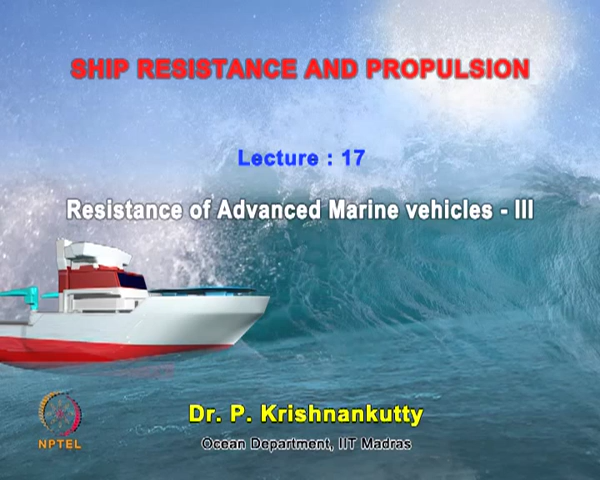 SHIP RESISTANCE AND PROPULSION
Lecture : 17
Resistance of Advanced Marine vehicles - III
Dr. P. Krishnankutty
NPTEL
Ocean Department, IIT Madras